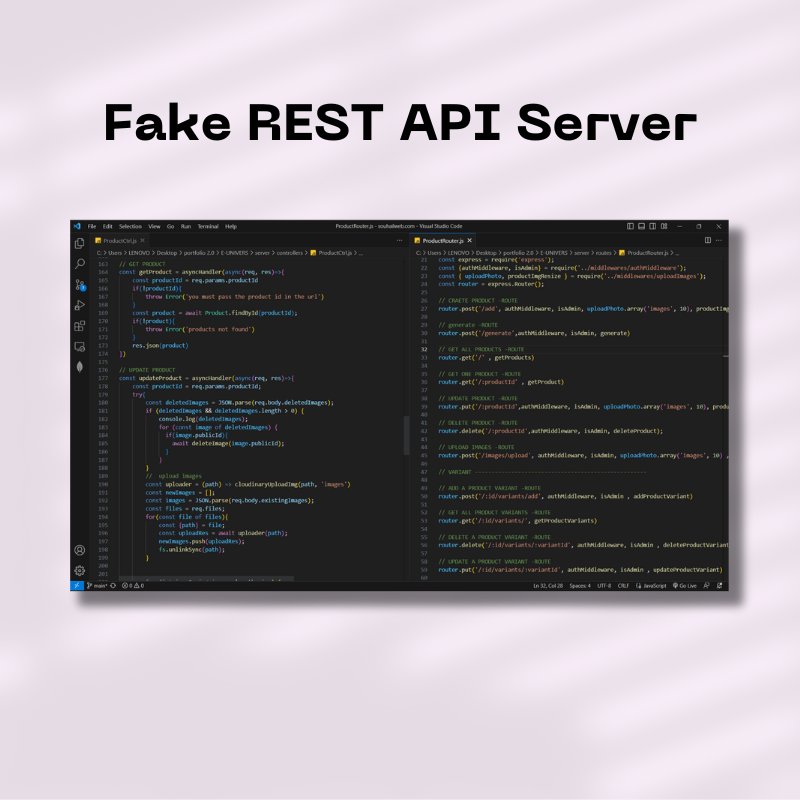 Fake REST API Server
File Edit Selection View Go Run Terminal Help
ProductRouter.js - souhailweb.com - Visual Studio Code
ProductCtrl.js
C: > Users > LENOVO > Desktop > portfolio 2.0 > E-UNIVERS > server > controllers > ProductCtrl.js > ...
163 // GET PRODUCT
164 const getProduct = asyncHandler(async(req, res)=>{
165 const productId = req.params.productId
166 if(!productId){
167 throw Error('you must pass the product id in the uri')
168 }
169 const product = await Product.findById(productId);
170 if(!product){
171 throw Error('products not found')
172 }
173 res.json(product)
174 })
175
176 // UPDATE PRODUCT
177 const updateProduct = asyncHandler(async(req, res)=>{
178 const productId = req.params.productId;
179 try{
180 const deletedImages = JSON.parse(req.body.deletedImages);
181 if (deletedImages && deletedImages.length > 0) {
182 console.log(deletedImages);
183 for (const image of deletedImages) {
184 if(image.publicId){
185 await deleteImage(image.publicId);
186 }
187 }
188 }
189 // upload images
190 const uploader = (path) => cloudinaryUploadImg(path, 'images')
191 const newImages = [];
192 const images = JSON.parse(req.body.existingImages);
193 const files = req.files;
194 for(const file of files){
195 const {path} = file;
196 const uploadRes = await uploader(path);
197 newImages.push(uploadRes);
198 fs.unlinkSync(path);
199 }
200
201
ProductRouter.js
C: > Users > LENOVO > Desktop > portfolio 2.0 > E-UNIVERS > server > routes > ProductRouter.js > ...
21 const express = require('express');
22 const {authMiddleware, isAdmin} = require('../middlewares/authMiddleware');
23 const { uploadPhoto, productImgResize } = require('../middlewares/uploadImages');
24 const router = express.Router();
25
26 // CRAETE PRODUCT -ROUTE
27 router.post('/add', authMiddleware, isAdmin, uploadPhoto.array('images', 10), productImg
28
29 // generate -ROUTE
30 router.post('/generate',authMiddleware, isAdmin, generate)
31
32 // GET ALL PRODUCTS -ROUTE
33 router.get('/' , getProducts)
34
35 // GET ONE PRODUCT -ROUTE
36 router.get('/:productId' , getProduct)
37
38 // UPDATE PRODUCT -ROUTE
39 router.put('/:productId',authMiddleware, isAdmin, uploadPhoto.array('images', 10), produ
40
41 // DELETE PRODUCT -ROUTE
42 router.delete('/:productId',authMiddleware, isAdmin, deleteProduct);
43
44 // UPLOAD IMAGES -ROUTE
45 router.post('/images/upload', authMiddleware, isAdmin, uploadPhoto.array('images', 10) ,
46
47 // VARIANT ----------------------------------------------------
48
49 // ADD A PRODUCT VARIANT -ROUTE
50 router.post('/:id/variants/add', authMiddleware, isAdmin , addProductVariant)
51
52 // GET ALL PRODUCT VARIANTS -ROUTE
53 router.get('/:id/variants/', getProductVariants)
54
55 // DELETE A PRODUCT VARIANT -ROUTE
56 router.delete('/:id/variants/:variantId', authMiddleware, isAdmin , deleteProductVariant
57
58 // UPDATE A PRODUCT VARIANT -ROUTE
59 router.put('/:id/variants/:variantId', authMiddleware, isAdmin , updateProductVariant)
60
main* 0 0 Ln 32, Col 28 Spaces: 4 UTF-8 CRLF JavaScript Go Live